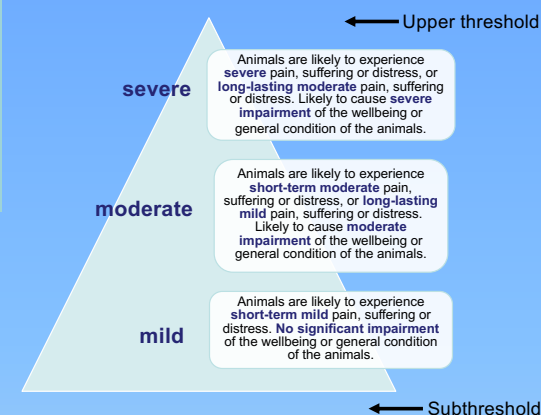 Upper threshold
severe
Animals are likely to experience
severe pain, suffering or distress, or
long-lasting moderate pain, suffering
or distress. Likely to cause severe
impairment of the wellbeing or
general condition of the animals.
moderate
Animals are likely to experience
short-term moderate pain,
suffering or distress, or long-lasting
mild pain, suffering or distress.
Likely to cause moderate
impairment of the wellbeing or
general condition of the animals.
mild
Animals are likely to experience
short-term mild pain, suffering or
distress. No significant impairment
of the wellbeing or general condition
of the animals.
Subthreshold